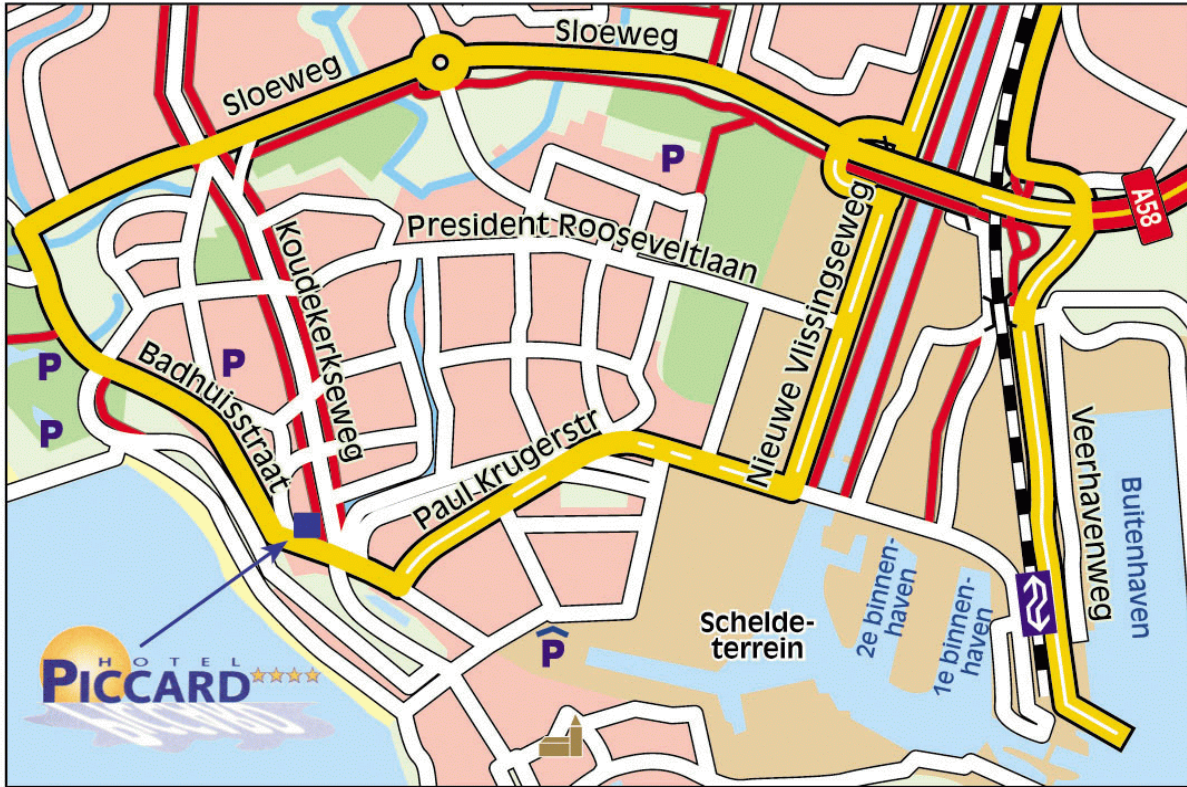 Sloeweg
Sloeweg
P
A58
President Rooseveltlaan
Koudekerkseweg
Nieuwe Vlissingseweg
P
P
P
Badhuisstraat
Paul Krugerstr
Veerhavenweg
Buitenhaven
2e binnen-
haven
1e binnen-
haven
Schelde-
terrein
P
HOTEL
PICCARD